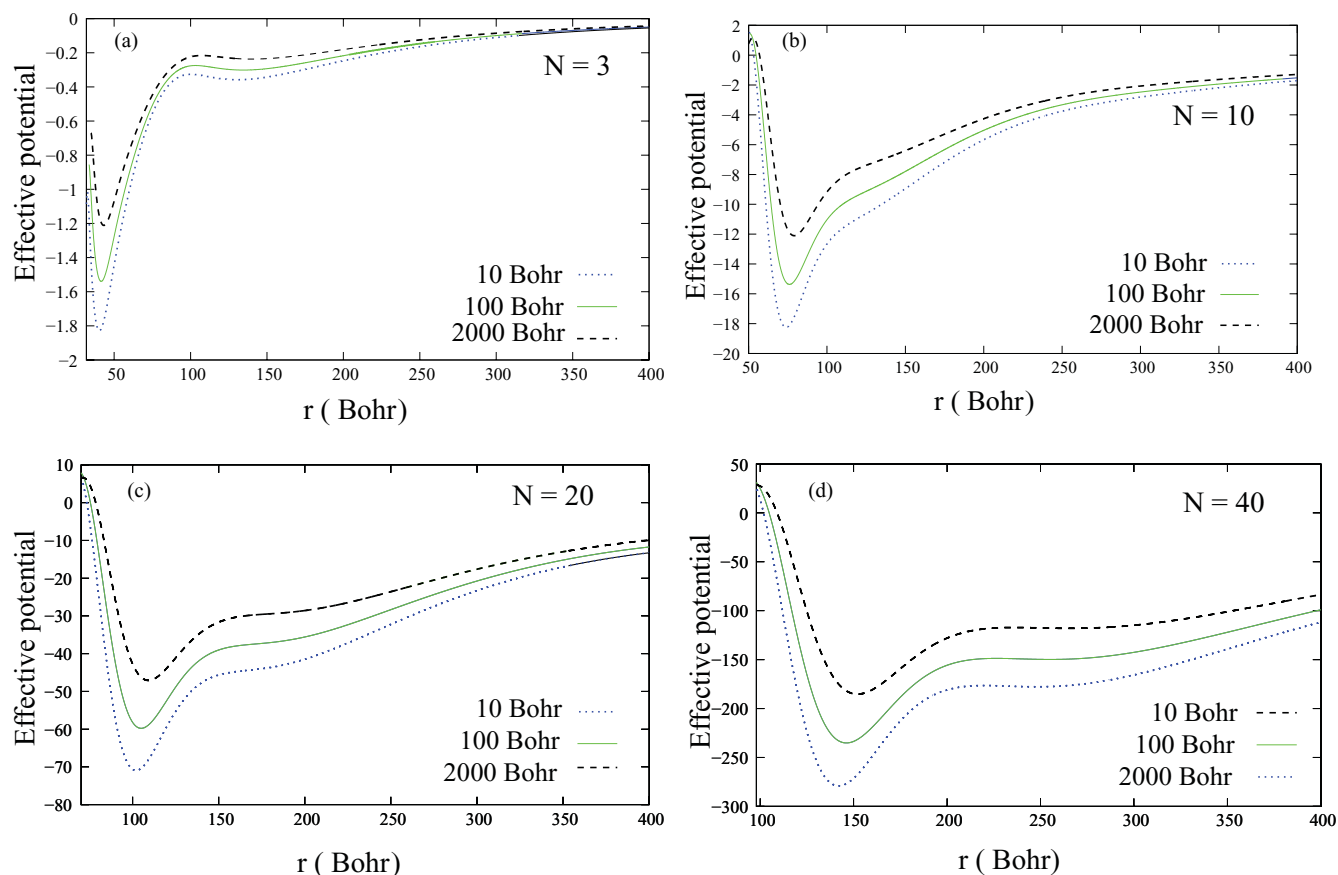 (a)
N = 3
Effective potential
0
−0.2
−0.4
−0.6
−0.8
−1
−1.2
−1.4
−1.6
−1.8
−2
10 Bohr
100 Bohr
2000 Bohr
50 100 150 200 250 300 350 400
r ( Bohr)
(b)
N = 10
Effective potential
2
0
−2
−4
−6
−8
−10
−12
−14
−16
−18
−20
10 Bohr
100 Bohr
2000 Bohr
50 100 150 200 250 300 350 400
r ( Bohr)
(c)
N = 20
Effective potential
10
0
−10
−20
−30
−40
−50
−60
−70
−80
10 Bohr
100 Bohr
2000 Bohr
100 150 200 250 300 350 400
r ( Bohr)
(d)
N = 40
Effective potential
50
0
−50
−100
−150
−200
−250
−300
10 Bohr
100 Bohr
2000 Bohr
100 150 200 250 300 350 400
r ( Bohr)